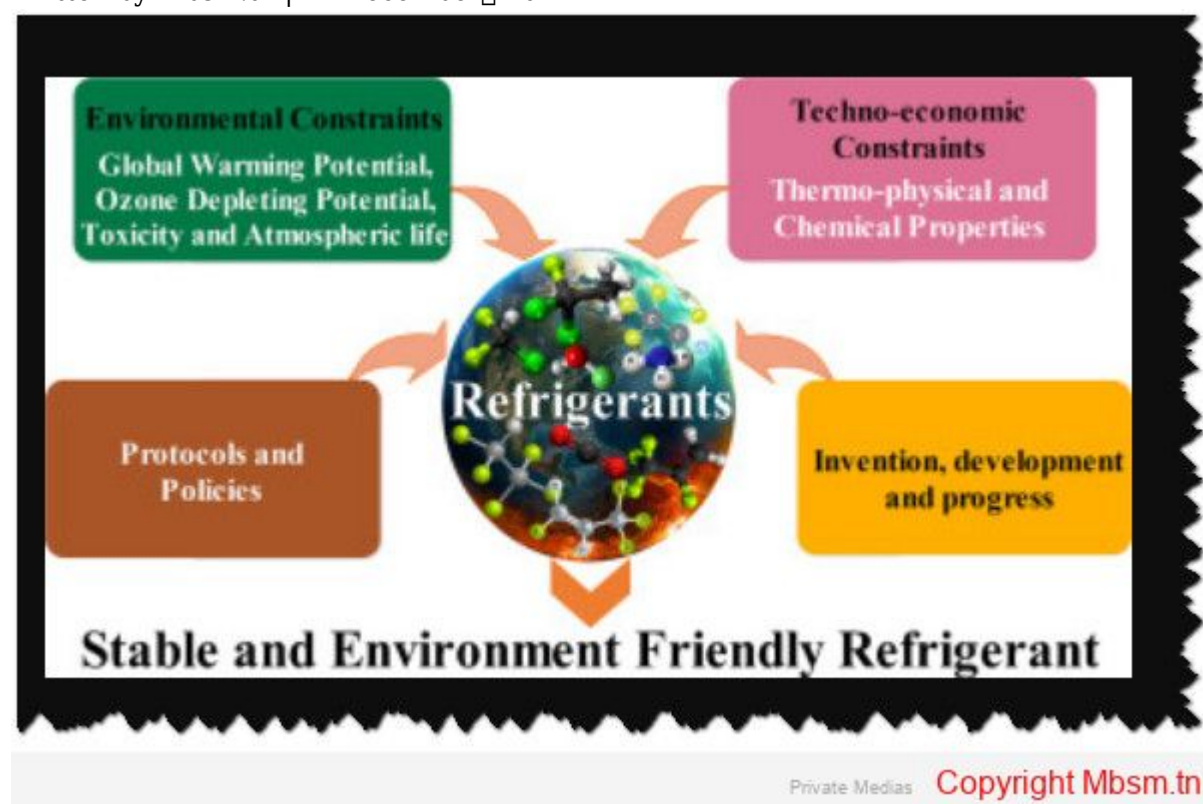 Environmental Constraints
Global Warming Potential,
Ozone Depleting Potential,
Toxicity and Atmospheric life
Techno-economic
Constraints
Thermo-physical and
Chemical Properties
Refrigerants
Protocols and
Policies
Invention, development
and progress
Stable and Environment Friendly Refrigerant
Private Medias Copyright Mbsm.tn